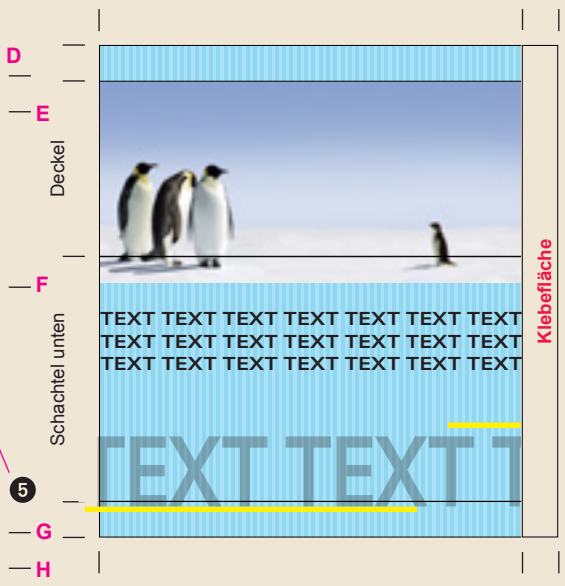 D
E
Deckel
F
Klebefläche
Schachtel unten
TEXT TEXT TEXT TEXT TEXT TEXT TEXT
TEXT TEXT TEXT TEXT TEXT TEXT TEXT
TEXT TEXT TEXT TEXT TEXT TEXT TEXT
TEXT TEXT T
5
G
H